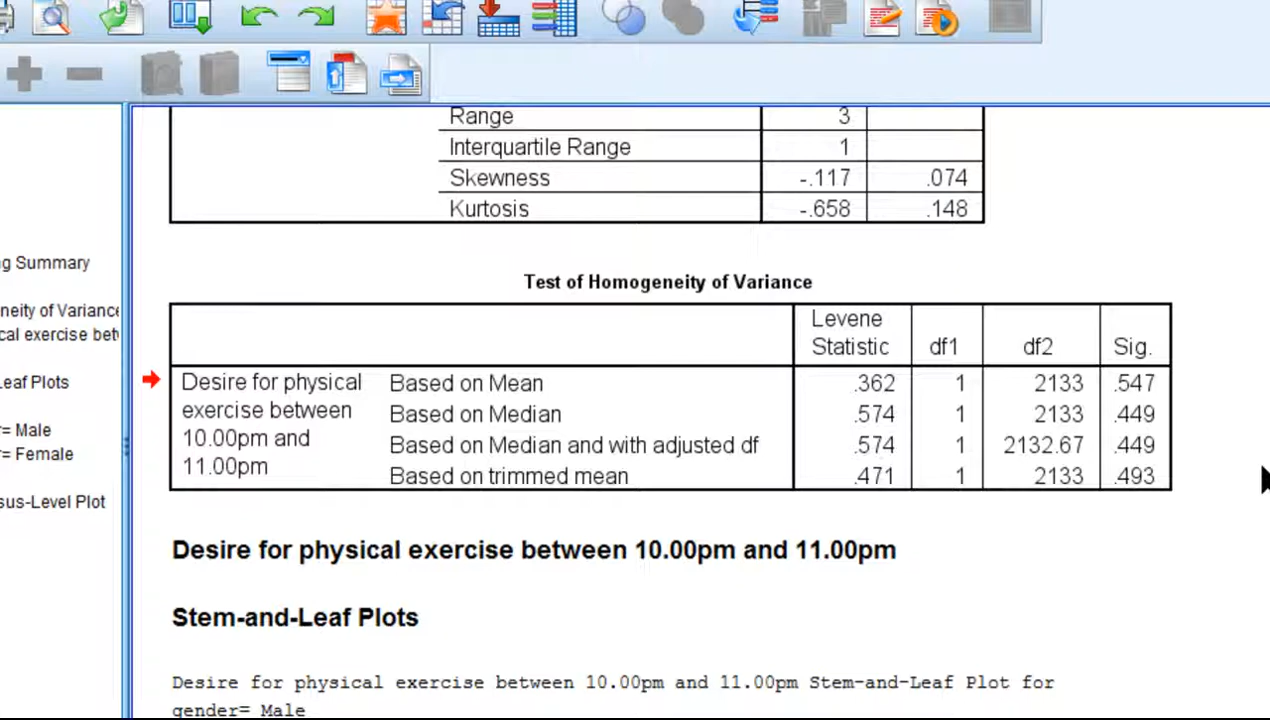 Range 3
Interquartile Range 1
Skewness -.117 .074
Kurtosis -.658 .148
g Summary
neity of Variance
cal exercise bet
Leaf Plots
= Male
= Female
sus-Level Plot
Test of Homogeneity of Variance
Levene
Statistic df1 df2 Sig.
Desire for physical Based on Mean .362 1 2133 .547
exercise between Based on Median .574 1 2133 .449
10.00pm and Based on Median and with adjusted df .574 1 2132.67 .449
11.00pm Based on trimmed mean .471 1 2133 .493
Desire for physical exercise between 10.00pm and 11.00pm
Stem-and-Leaf Plots
Desire for physical exercise between 10.00pm and 11.00pm Stem-and-Leaf Plot for
gender= Male